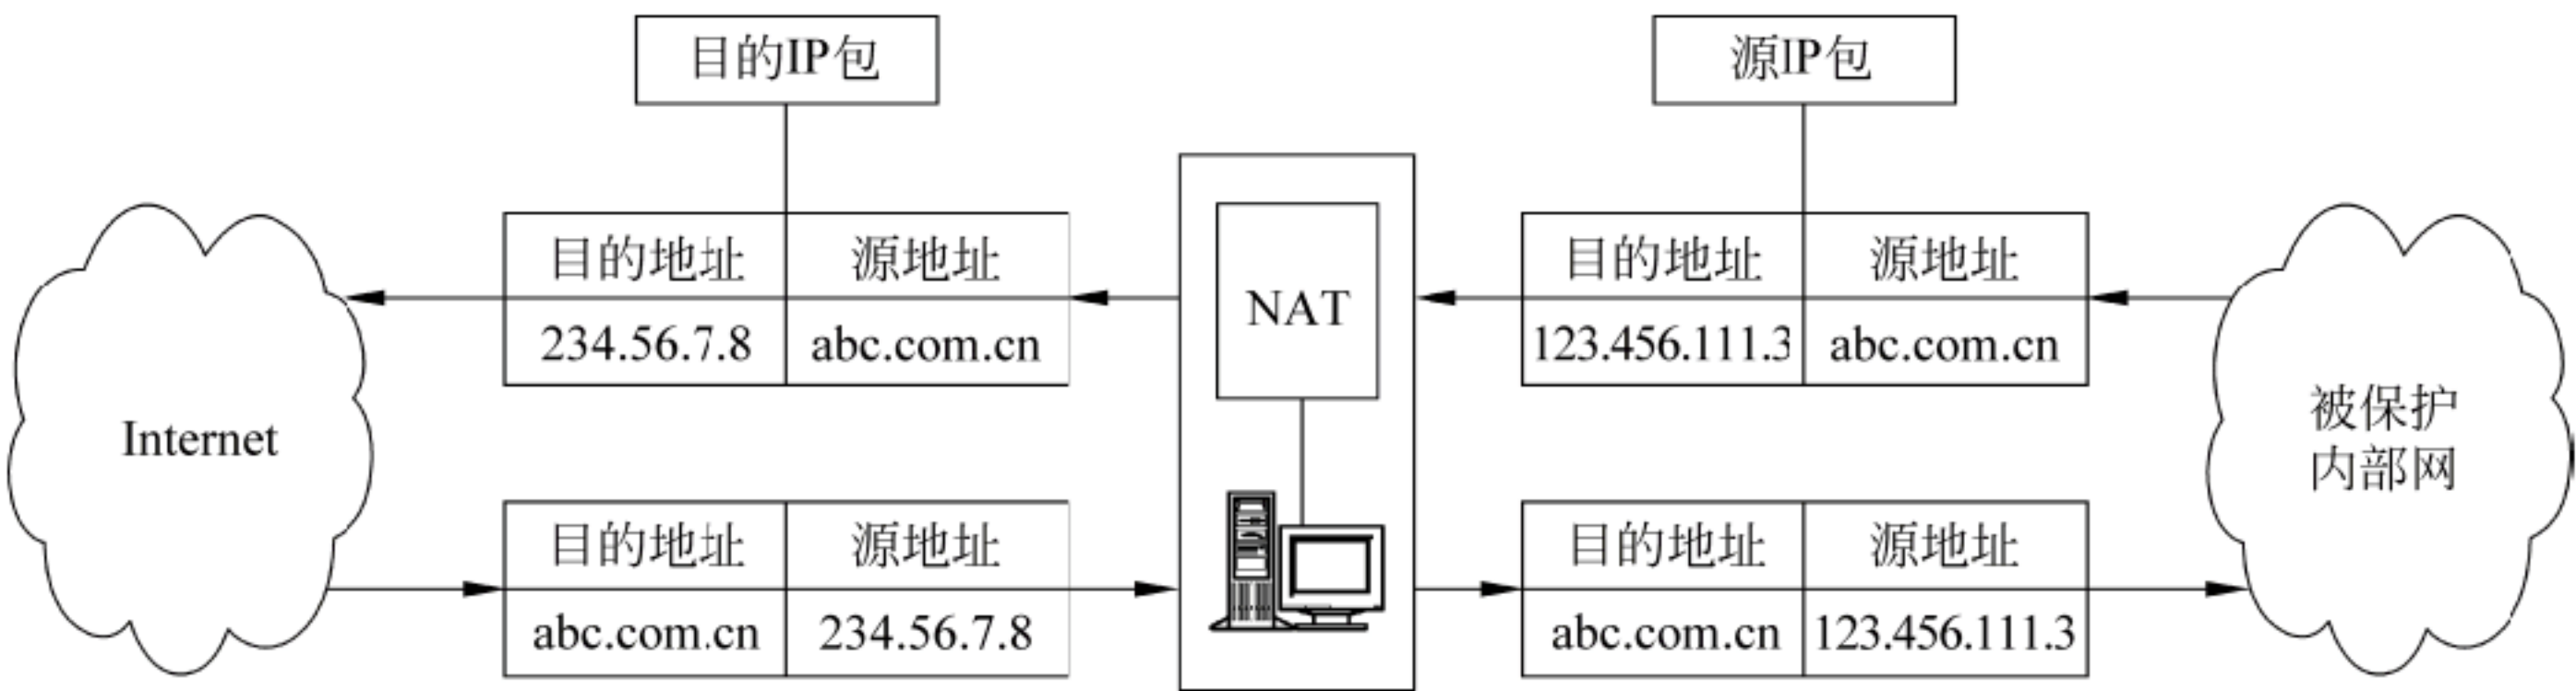 目的IP包
源IP包
目的地址 源地址
234.56.7.8 abc.com.cn
NAT
目的地址 源地址
123.456.111.3 abc.com.cn
Internet
被保护
内部网
目的地址 源地址
abc.com.cn 234.56.7.8
目的地址 源地址
abc.com.cn 123.456.111.3